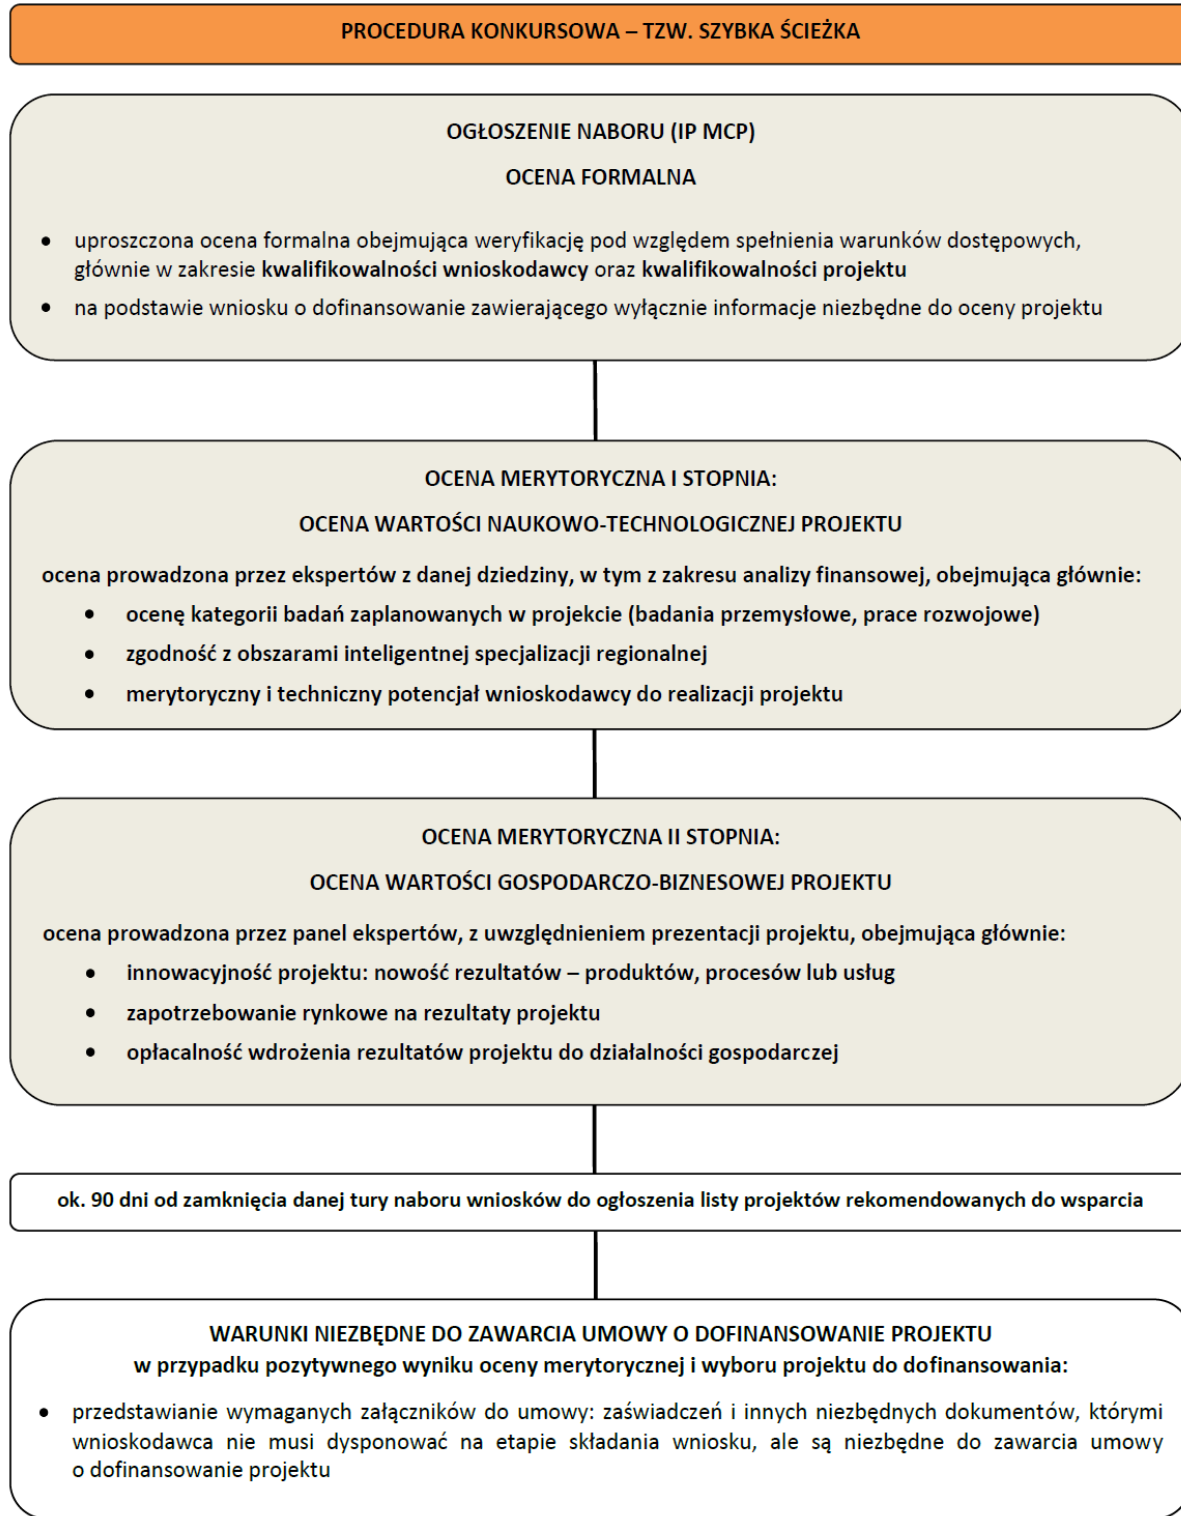 PROCEDURA KONKURSOWA – TZW. SZYBKA ŚCIEŻKA
OGŁOSZENIE NABORU (IP MCP)
OCENA FORMALNA
• uproszczona ocena formalna obejmująca weryfikację pod względem spełnienia warunków dostępowych,
głównie w zakresie kwalifikowalności wnioskodawcy oraz kwalifikowalności projektu
• na podstawie wniosku o dofinansowanie zawierającego wyłącznie informacje niezbędne do oceny projektu
OCENA MERYTORYCZNA I STOPNIA:
OCENA WARTOŚCI NAUKOWO-TECHNOLOGICZNEJ PROJEKTU
ocena prowadzona przez ekspertów z danej dziedziny, w tym z zakresu analizy finansowej, obejmująca głównie:
• ocenę kategorii badań zaplanowanych w projekcie (badania przemysłowe, prace rozwojowe)
• zgodność z obszarami inteligentnej specjalizacji regionalnej
• merytoryczny i techniczny potencjał wnioskodawcy do realizacji projektu
OCENA MERYTORYCZNA II STOPNIA:
OCENA WARTOŚCI GOSPODARCZO-BIZNESOWEJ PROJEKTU
ocena prowadzona przez panel ekspertów, z uwzględnieniem prezentacji projektu, obejmująca głównie:
• innowacyjność projektu: nowość rezultatów – produktów, procesów lub usług
• zapotrzebowanie rynkowe na rezultaty projektu
• opłacalność wdrożenia rezultatów projektu do działalności gospodarczej
ok. 90 dni od zamknięcia danej tury naboru wniosków do ogłoszenia listy projektów rekomendowanych do wsparcia
WARUNKI NIEZBĘDNE DO ZAWARCIA UMOWY O DOFINANSOWANIE PROJEKTU
w przypadku pozytywnego wyniku oceny merytorycznej i wyboru projektu do dofinansowania:
• przedstawianie wymaganych załączników do umowy: zaświadczeń i innych niezbędnych dokumentów, którymi
wnioskodawca nie musi dysponować na etapie składania wniosku, ale są niezbędne do zawarcia umowy
o dofinansowanie projektu